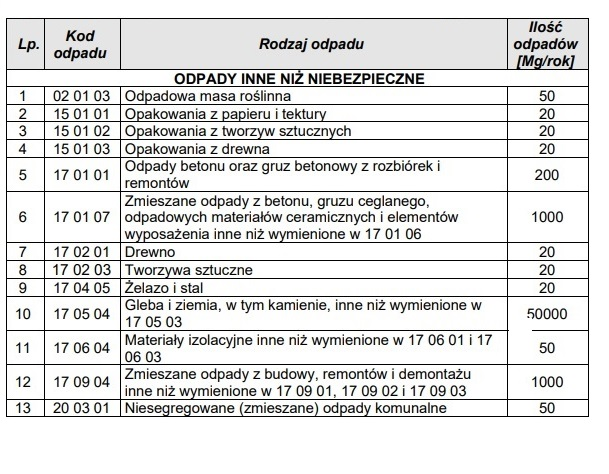 Lp. Kod odpadu Rodzaj odpadu Ilość odpadów [Mg/rok]
ODPADY INNE NIŻ NIEBEZPIECZNE
1 02 01 03 Odpadowa masa roślinna 50
2 15 01 01 Opakowania z papieru i tektury 20
3 15 01 02 Opakowania z tworzyw sztucznych 20
4 15 01 03 Opakowania z drewna 20
5 17 01 01 Odpady betonu oraz gruz betonowy z rozbiórek i
remontów 200
6 17 01 07 Zmieszane odpady z betonu, gruzu ceglanego,
odpadowych materiałów ceramicznych i elementów
wyposażenia inne niż wymienione w 17 01 06 1000
7 17 02 01 Drewno 20
8 17 02 03 Tworzywa sztuczne 20
9 17 04 05 Żelazo i stal 20
10 17 05 04 Gleba i ziemia, w tym kamienie, inne niż wymienione w
17 05 03 50000
11 17 06 04 Materiały izolacyjne inne niż wymienione w 17 06 01 i 17
06 03 50
12 17 09 04 Zmieszane odpady z budowy, remontów i demontażu
inne niż wymienione w 17 09 01, 17 09 02 i 17 09 03 1000
13 20 03 01 Niesegregowane (zmieszane) odpady komunalne 50